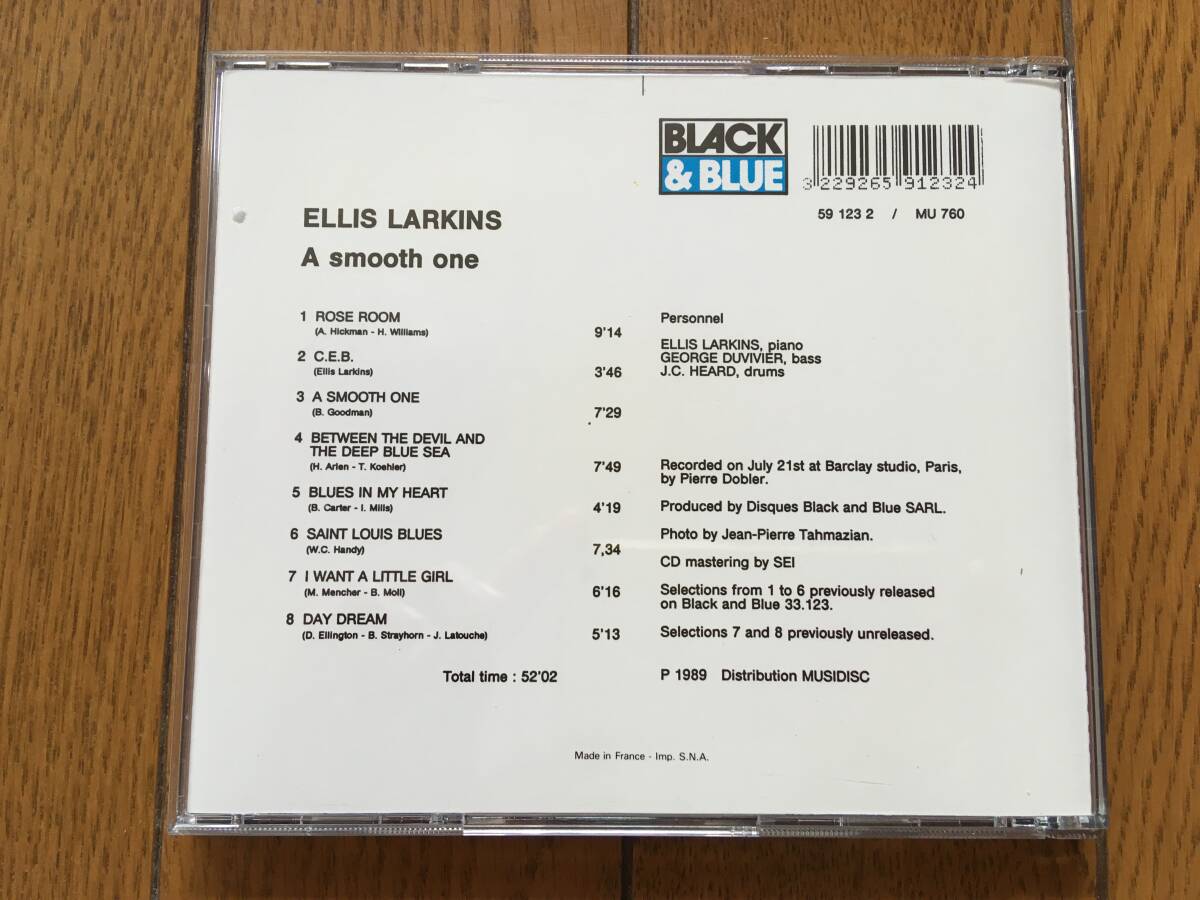 BLACK
& BLUE
3 229265 912324
59 123 2 / MU 760
ELLIS LARKINS
A smooth one
1 ROSE ROOM
(A. Hickman - H. Williams)
9'14
2 C.E.B.
(Ellis Larkins)
3'46
3 A SMOOTH ONE
(B. Goodman)
7'29
4 BETWEEN THE DEVIL AND
THE DEEP BLUE SEA
(H. Arlen - T. Koehler)
7'49
5 BLUES IN MY HEART
(B. Carter - I. Mills)
4'19
6 SAINT LOUIS BLUES
(W.C. Handy)
7,34
7 I WANT A LITTLE GIRL
(M. Mencher - B. Moll)
6'16
8 DAY DREAM
(D. Ellington - B. Strayhorn - J. Latouche)
5'13
Total time : 52'02
Personnel
ELLIS LARKINS, piano
GEORGE DUVIVIER, bass
J.C. HEARD, drums
Recorded on July 21st at Barclay studio, Paris,
by Pierre Dobler.
Produced by Disques Black and Blue SARL.
Photo by Jean-Pierre Tahmazian.
CD mastering by SEI
Selections from 1 to 6 previously released
on Black and Blue 33.123.
Selections 7 and 8 previously unreleased.
P 1989 Distribution MUSIDISC
Made in France - Imp. S.N.A.